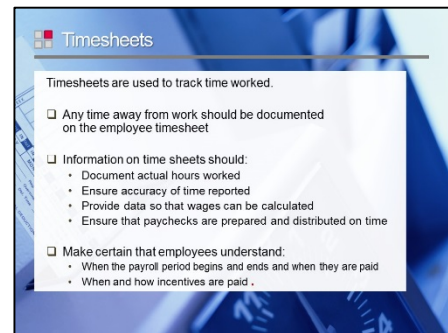 Timesheets
Timesheets are used to track time worked.
❑ Any time away from work should be documented
on the employee timesheet
❑ Information on time sheets should:
• Document actual hours worked
• Ensure accuracy of time reported
• Provide data so that wages can be calculated
• Ensure that paychecks are prepared and distributed on time
❑ Make certain that employees understand:
• When the payroll period begins and ends and when they are paid
• When and how incentives are paid .